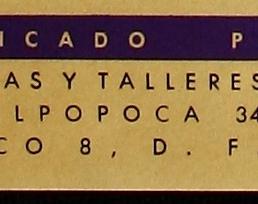 ICADO P
AS Y TALLERES
LPOPOCA 34
CO 8, D. F